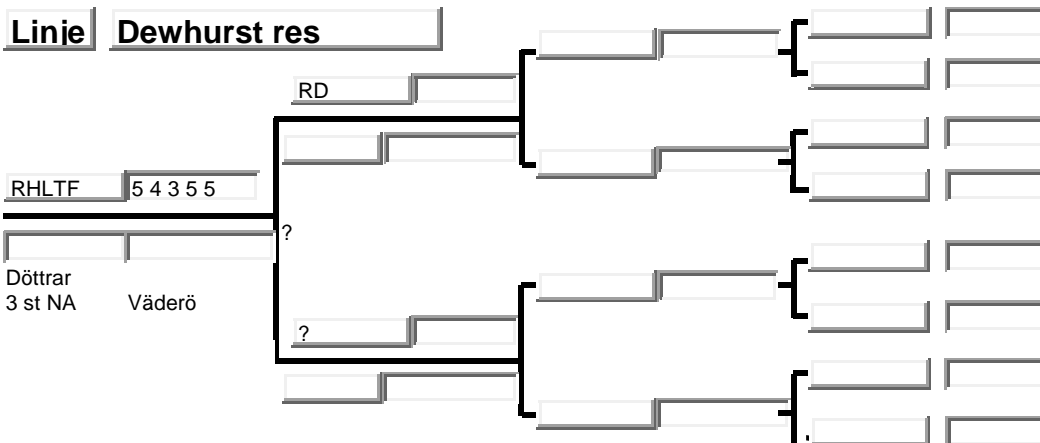 Linje Dewhurst res
RD
RHLTF 5 4 3 5 5
?
Döttrar
3 st NA Väderö
?